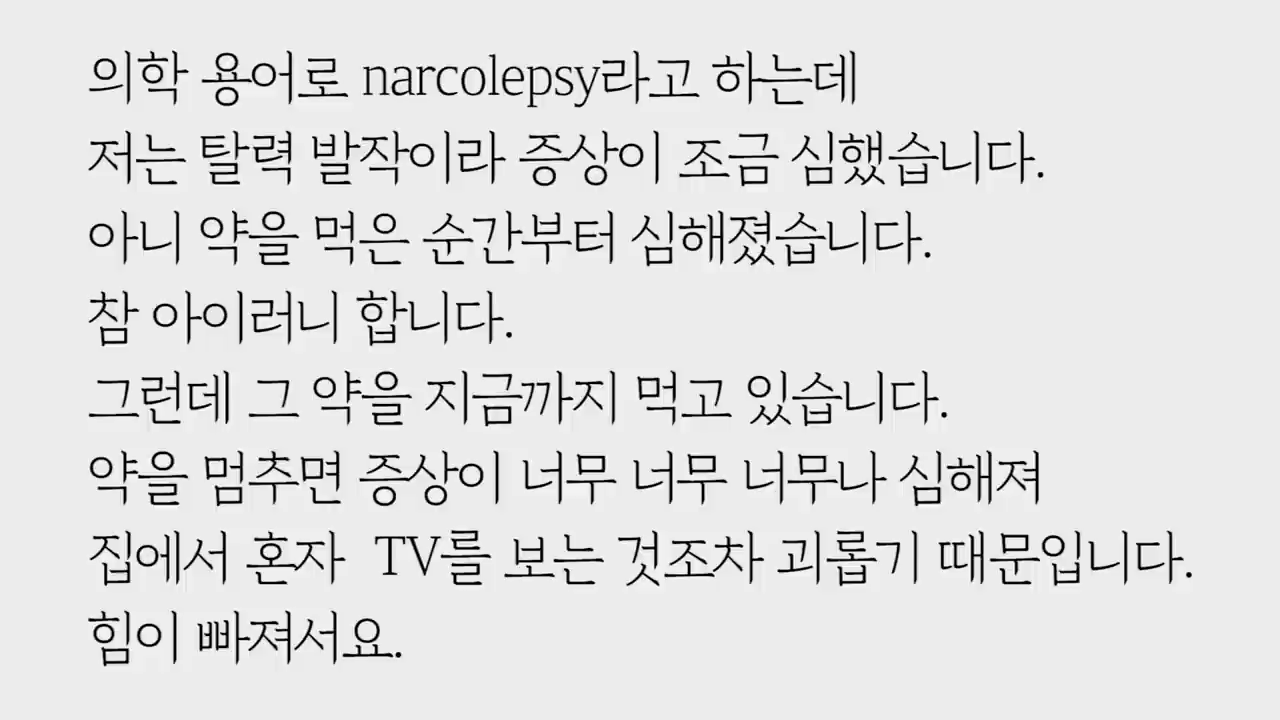 의학 용어로 narcolepsy라고 하는데
저는 탈력 발작이라 증상이 조금 심했습니다.
아니 약을 먹은 순간부터 심해졌습니다.
참 아이러니 합니다.
그런데 그 약을 지금까지 먹고 있습니다.
약을 멈추면 증상이 너무 너무 너무나 심해져
집에서 혼자 TV를 보는 것조차 괴롭기 때문입니다.
힘이 빠져서요.